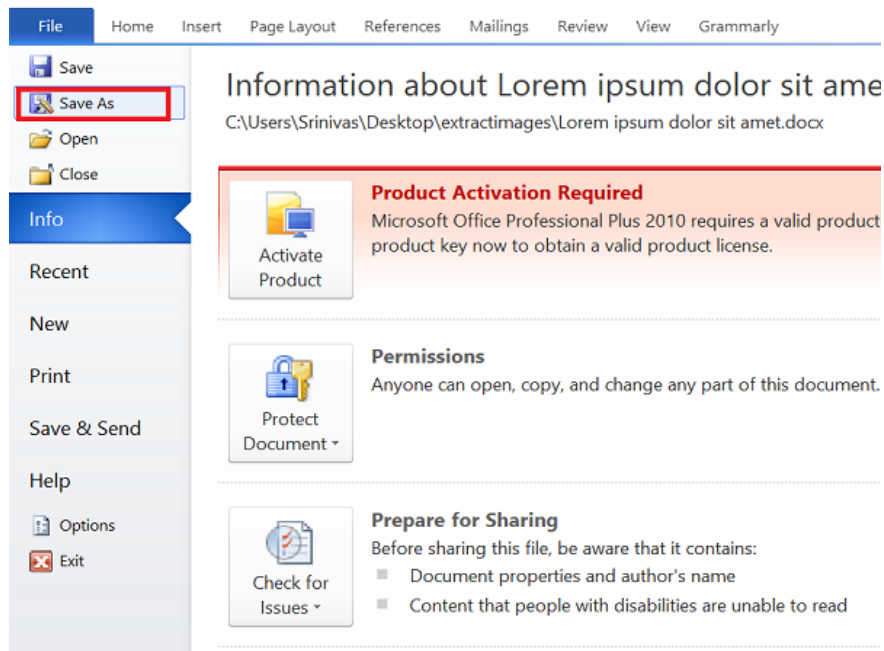 File Home Insert Page Layout References Mailings Review View Grammarly
Save
Save As
Open
Close
Info
Recent
New
Print
Save & Send
Help
Options
Exit
Information about Lorem ipsum dolor sit ame
C:\Users\Srinivas\Desktop\extractimages\Lorem ipsum dolor sit amet.docx
Activate
Product
Product Activation Required
Microsoft Office Professional Plus 2010 requires a valid product
product key now to obtain a valid product license.
Protect
Document
Permissions
Anyone can open, copy, and change any part of this document.
Check for
Issues
Prepare for Sharing
Before sharing this file, be aware that it contains:
Document properties and author's name
Content that people with disabilities are unable to read